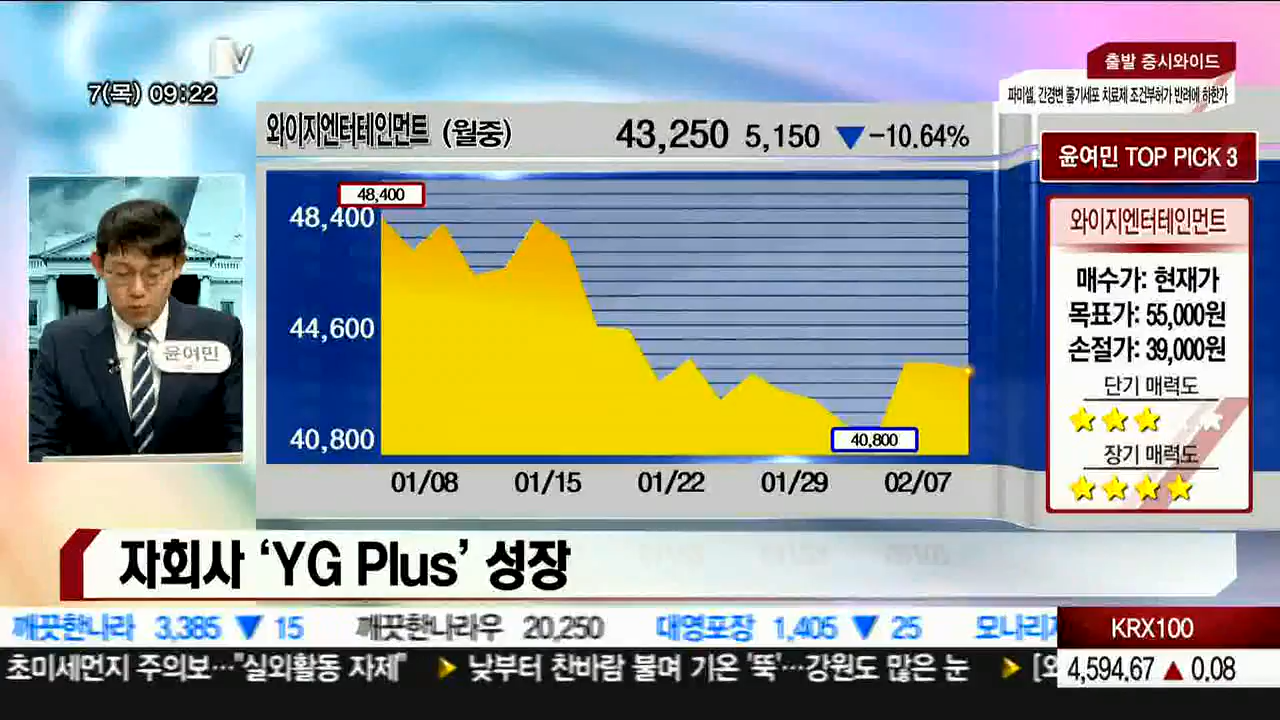 TV
7(목) 09:22
출발 증시와이드
파미셀, 간경변 줄기세포 치료제 조건부허가 반려에 하한가
와이지엔터테인먼트 (월중) 43,250 5,150 ▼-10.64%
윤여민 TOP PICK 3
48,400
48,400
44,600
40,800
40,800
01/08 01/15 01/22 01/29 02/07
윤여민
와이지엔터테인먼트
매수가: 현재가
목표가: 55,000원
손절가: 39,000원
단기 매력도
장기 매력도
자회사 ‘YG Plus’ 성장
깨끗한나라 3,385 ▼ 15 깨끗한나라우 20,250 대영포장 1,405 ▼ 25 모나리
KRX100
초미세먼지 주의보…"실외활동 자제" ▶ 낮부터 찬바람 불며 기온 '뚝'…강원도 많은 눈 ▶
4,594.67 ▲ 0.08